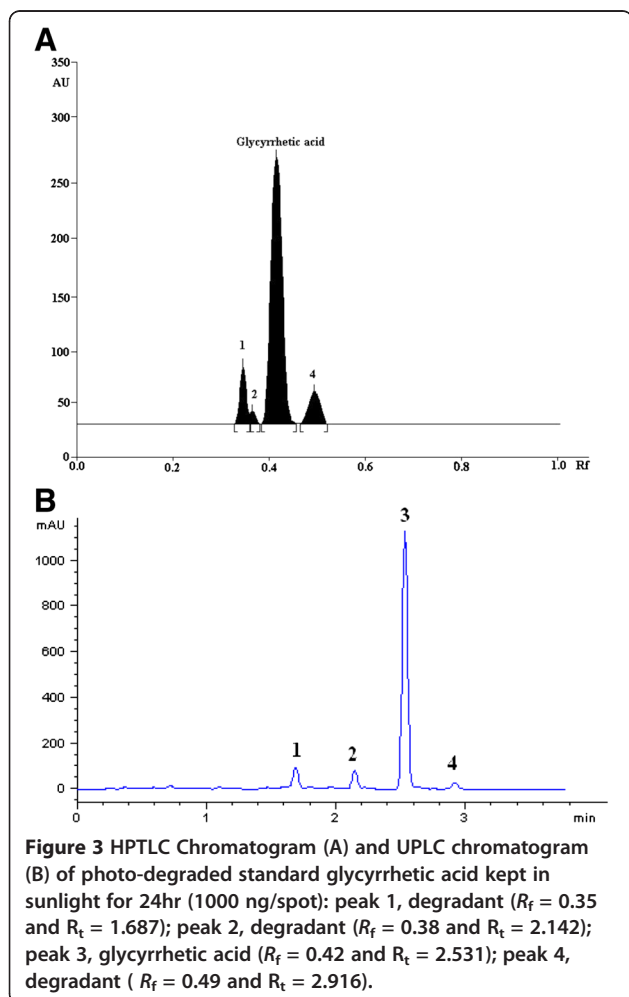 A
350
AU
300
Glycyrrhetic acid
250
200
150
100
1
4
2
50
0.0 0.2 0.4 0.6 0.8 1.0 Rf
B
mAU
3
1000
800
600
400
200
1
2
4
0
0 1 2 3 min
Figure 3 HPTLC Chromatogram (A) and UPLC chromatogram
(B) of photo-degraded standard glycyrrhetic acid kept in
sunlight for 24hr (1000 ng/spot): peak 1, degradant (Rf = 0.35
and Rt = 1.687); peak 2, degradant (Rf = 0.38 and Rt = 2.142);
peak 3, glycyrrhetic acid (Rf = 0.42 and Rt = 2.531); peak 4,
degradant ( Rf = 0.49 and Rt = 2.916).